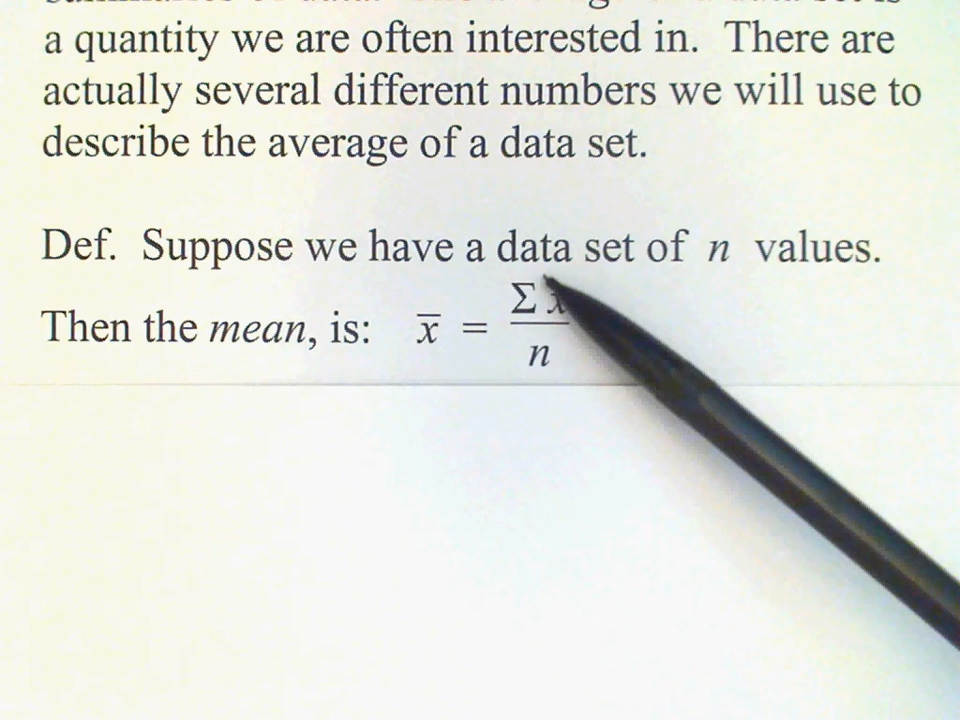 a quantity we are often interested in. There are
actually several different numbers we will use to
describe the average of a data set.
Def. Suppose we have a data set of n values.
Then the mean, is: x̄ = Σ x / n